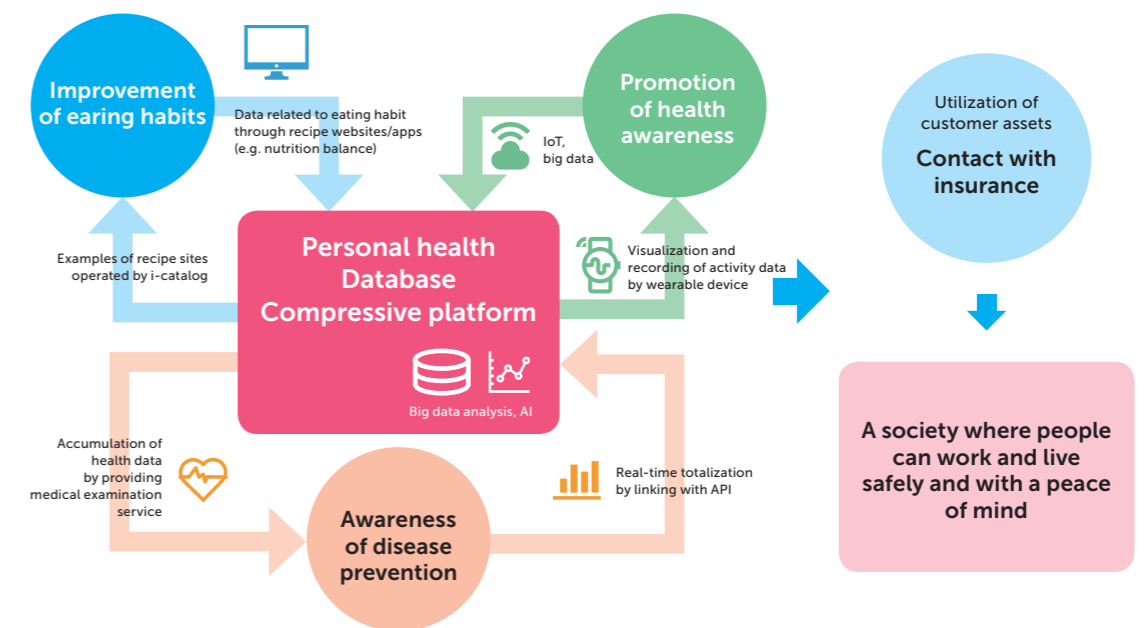 Improvement
of earing habits
Data related to eating habit
through recipe websites/apps
(e.g. nutrition balance)
IoT,
big data
Promotion
of health
awareness
Utilization of
customer assets
Contact with
insurance
Examples of recipe sites
operated by i-catalog
Personal health
Database
Compressive platform
Big data analysis, AI
Visualization and
recording of activity data
by wearable device
Accumulation of
health data
by providing
medical examination
service
Awareness
of disease
prevention
Real-time totalization
by linking with API
A society where people
can work and live
safely and with a peace
of mind